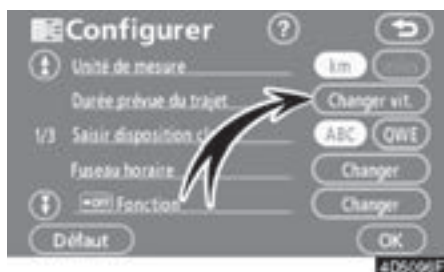 Configurer ?
Unité de mesure km
Durée prévue du trajet Changer vit.
1/3 Saisir disposition ABC QWE
Fuseau horaire Changer
OFF Fonction Changer
Défaut OK